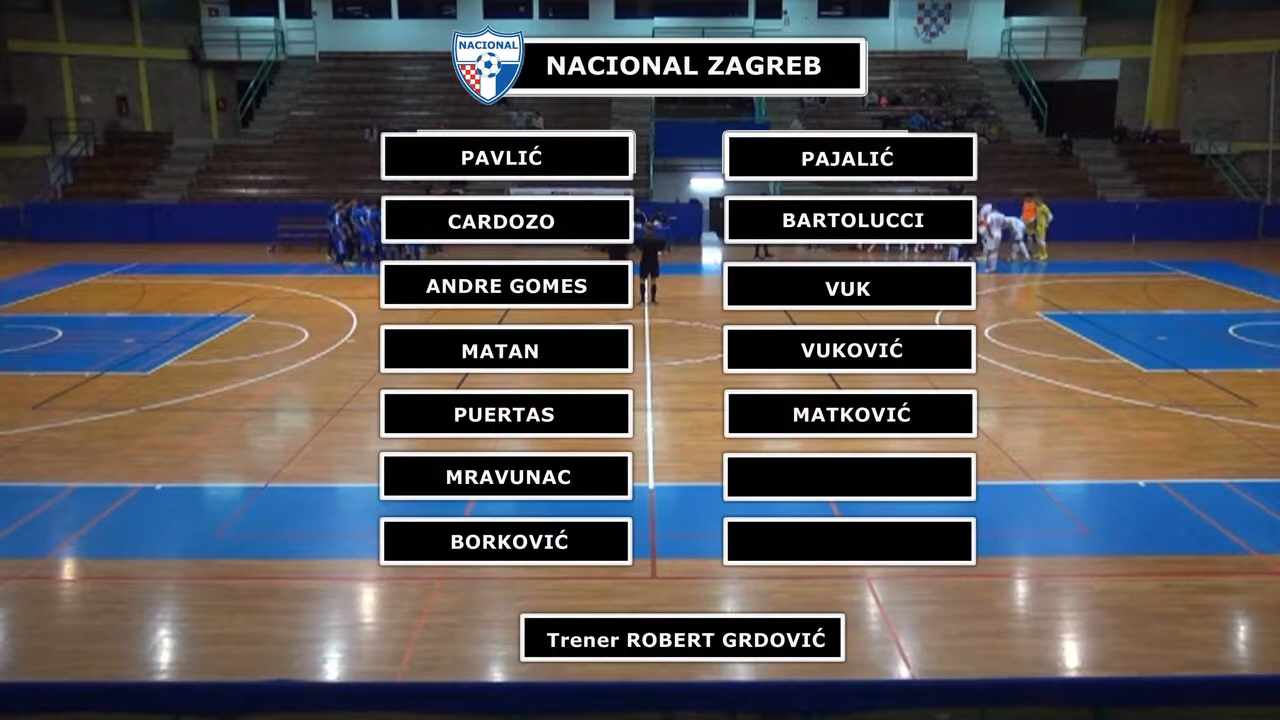 NACIONAL
NACIONAL ZAGREB
PAVLIĆ
CARDOZO
ANDRE GOMES
MATAN
PUERTAS
MRAVUNAC
BORKOVIĆ
PAJALIĆ
BARTOLUCCI
VUK
VUKOVIĆ
MATKOVIĆ
Trener ROBERT GRDOVIĆ